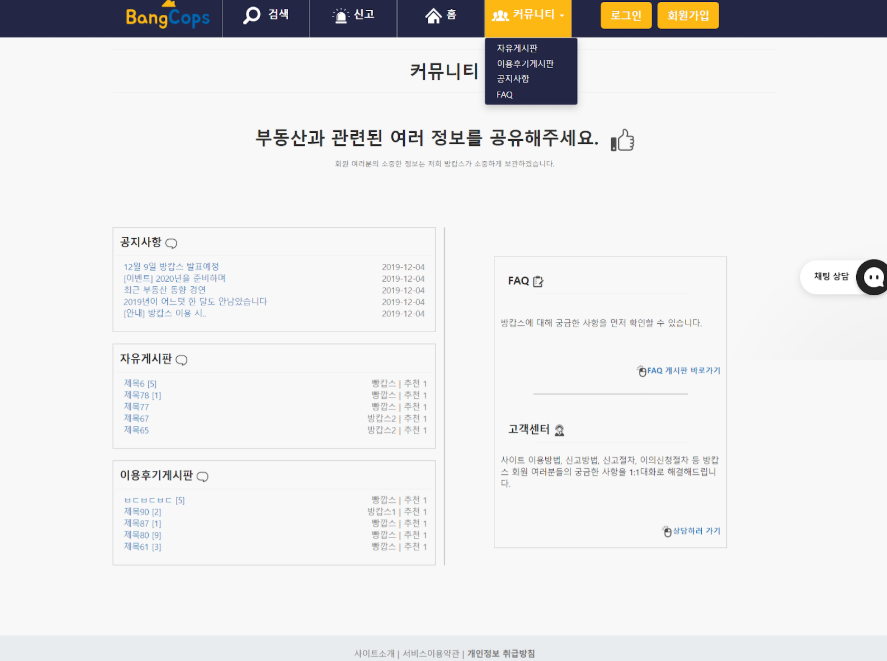 BangCops
검색
신고
홈
커뮤니티
로그인
회원가입
자유게시판
이용후기게시판
공지사항
FAQ
커뮤니티
부동산과 관련된 여러 정보를 공유해주세요.
회원 여러분의 소중한 정보는 저희 방캅스가 소중하게 보관하겠습니다.
공지사항
12월 9일 방캅스 발표예정 2019-12-04
[이벤트] 2020년을 준비하며 2019-12-04
최근 부동산 동향 강연 2019-12-04
2019년이 어느덧 한 달도 안남았습니다 2019-12-04
[안내] 방캅스 이용 시.. 2019-12-04
자유게시판
제목6 [5] 빵캅스 | 추천 1
제목78 [1] 빵캅스 | 추천 1
제목77 빵캅스 | 추천 1
제목67 방캅스2 | 추천 1
제목65 방캅스2 | 추천 1
이용후기게시판
ㅂㄷㅂㄷㅂㄷ [5] 빵캅스 | 추천 1
제목90 [2] 방캅스1 | 추천 1
제목87 [1] 빵캅스 | 추천 1
제목80 [9] 빵캅스 | 추천 1
제목61 [3] 빵캅스 | 추천 1
FAQ
방캅스에 대해 궁금한 사항을 먼저 확인할 수 있습니다.
FAQ 게시판 바로가기
고객센터
사이트 이용방법, 신고방법, 신고절차, 이의신청절차 등 방캅
스 회원 여러분들의 궁금한 사항을 1:1대화로 해결해드립니
다.
상담하러 가기
채팅 상담
사이트소개 | 서비스이용약관 | 개인정보 취급방침